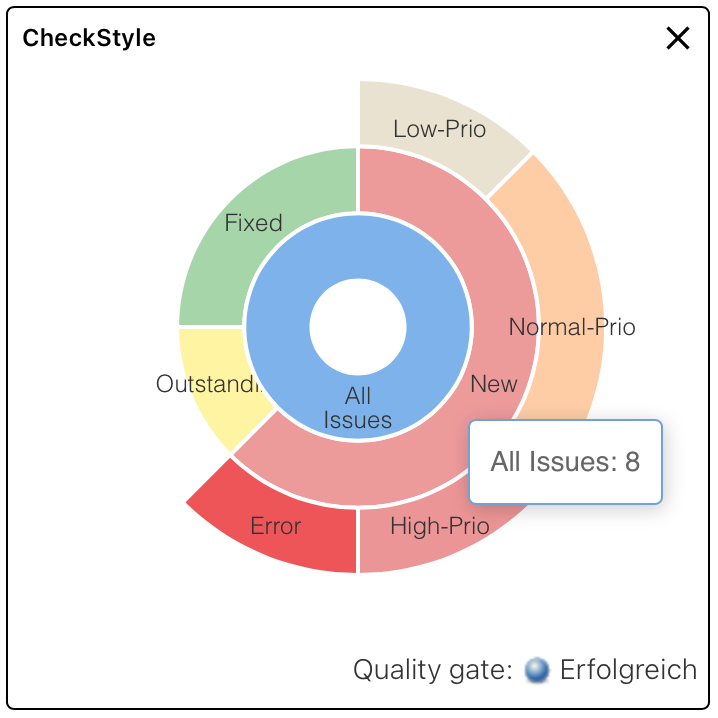 CheckStyle
Low-Prio
Fixed
Normal-Prio
Outstandi...
New
All
Issues
All Issues: 8
Error
High-Prio
Quality gate: Erfolgreich